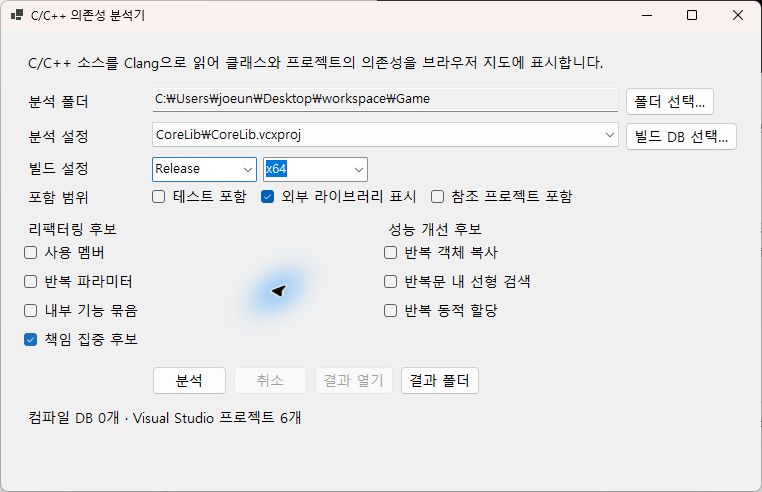 C/C++ 의존성 분석기
C/C++ 소스를 Clang으로 읽어 클래스와 프로젝트의 의존성을 브라우저 지도에 표시합니다.
분석 폴더 C:₩Users₩joeun₩Desktop₩workspace₩Game 폴더 선택...
분석 설정 CoreLib₩CoreLib.vcxproj 빌드 DB 선택...
빌드 설정 Release x64
포함 범위 테스트 포함 외부 라이브러리 표시 참조 프로젝트 포함
리팩터링 후보 성능 개선 후보
사용 멤버 반복 객체 복사
반복 파라미터 반복문 내 선형 검색
내부 기능 묶음 반복 동적 할당
책임 집중 후보
분석 취소 결과 열기 결과 폴더
컴파일 DB 0개 · Visual Studio 프로젝트 6개